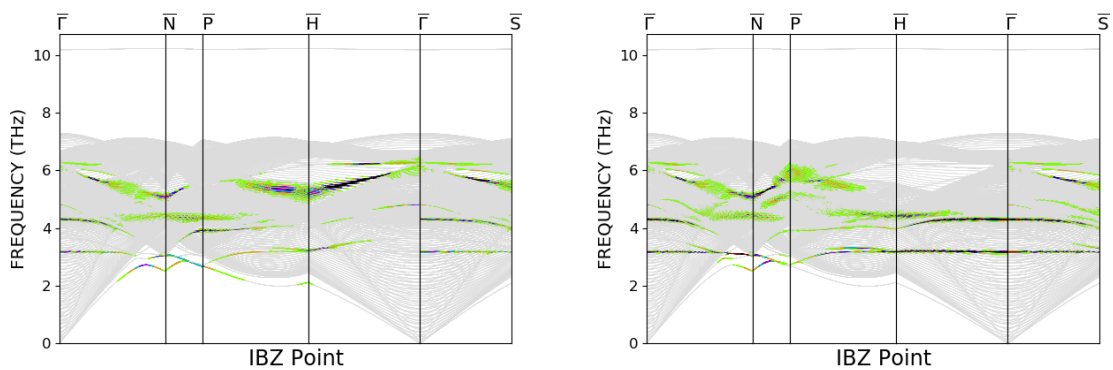 Γ̅ N̅ P̅ H̅ Γ̅ S̅
10
8
6
4
2
0
FREQUENCY (THz)
IBZ Point
Γ̅ N̅ P̅ H̅ Γ̅ S̅
10
8
6
4
2
0
FREQUENCY (THz)
IBZ Point